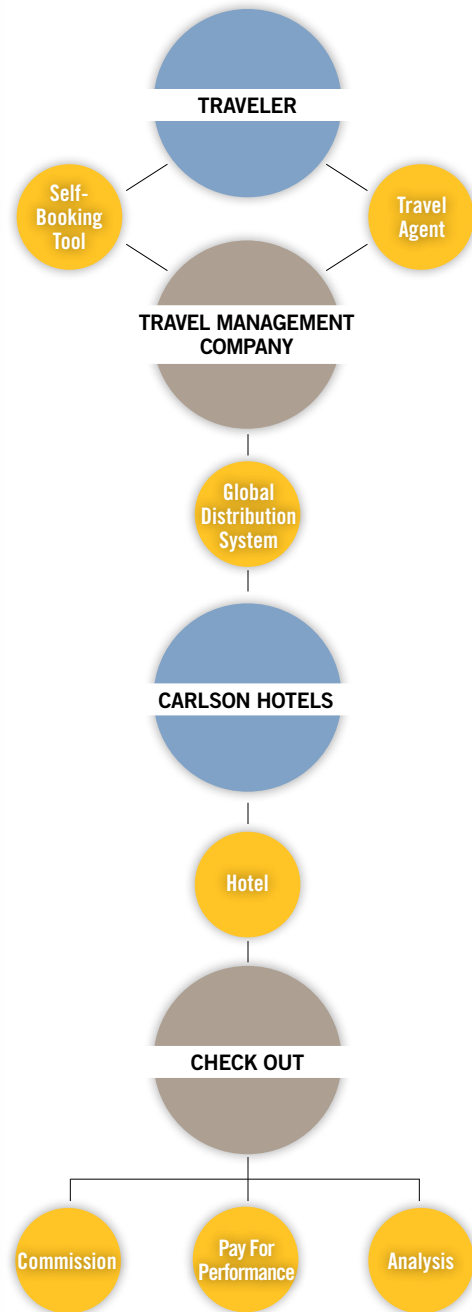 TRAVELER
Self-
Booking
Tool
Travel
Agent
TRAVEL MANAGEMENT
COMPANY
Global
Distribution
System
CARLSON HOTELS
Hotel
CHECK OUT
Commission
Pay For
Performance
Analysis